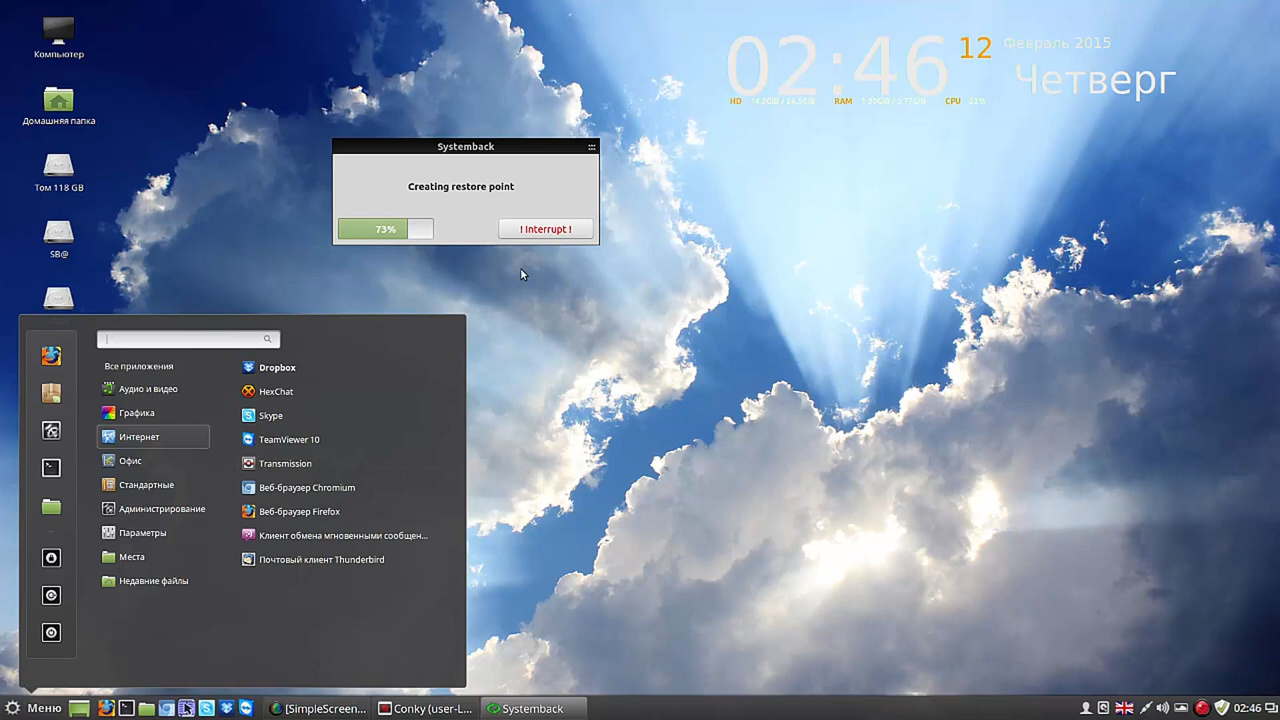 Компьютер
Домашняя папка
Том 118 GB
SB@
02:46
12
Февраль 2015
Четверг
HD
RAM
CPU
21%
Systemback
Creating restore point
73%
! Interrupt !
Все приложения
Аудио и видео
Графика
Интернет
Офис
Стандартные
Администрирование
Параметры
Места
Недавние файлы
Dropbox
HexChat
Skype
TeamViewer 10
Transmission
Веб-браузер Chromium
Веб-браузер Firefox
Клиент обмена мгновенными сообщен...
Почтовый клиент Thunderbird
Меню
[SimpleScreen...
Conky (user-L...
Systemback
02:46